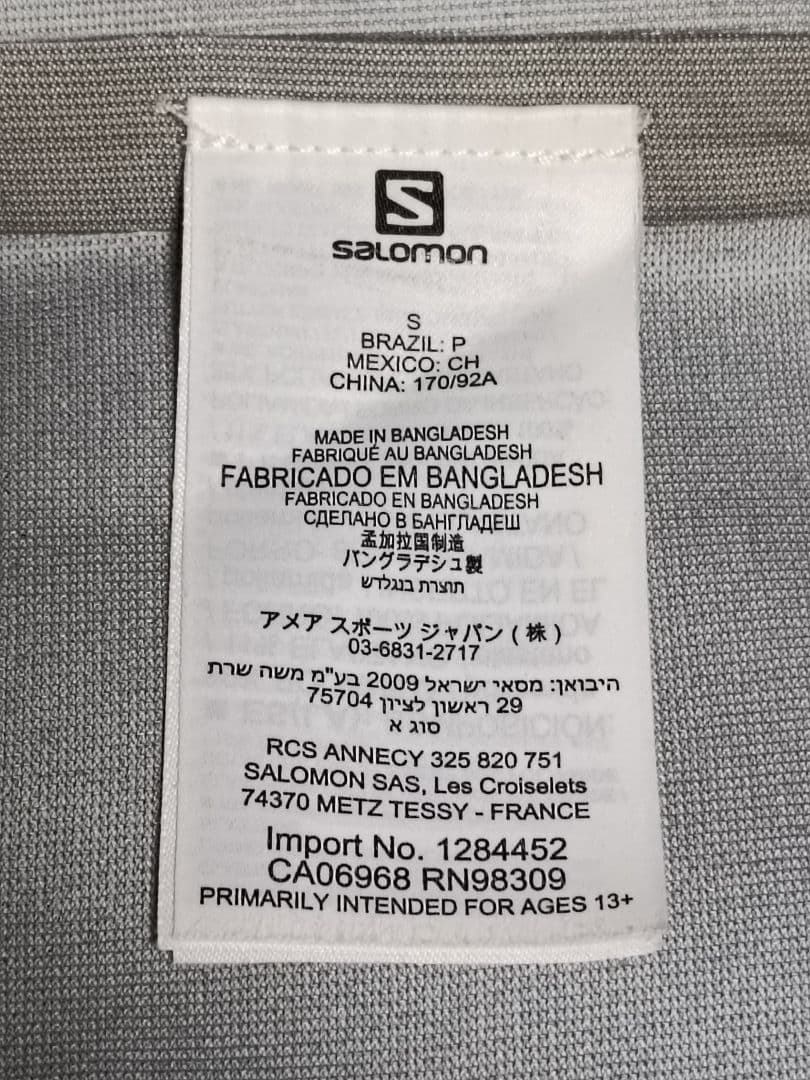 S
SALOMON
S
BRAZIL: P
MEXICO: CH
CHINA: 170/92A
MADE IN BANGLADESH
FABRIQUÉ AU BANGLADESH
FABRICADO EM BANGLADESH
FABRICADO EN BANGLADESH
СДЕЛАНО В БАНГЛАДЕШ
孟加拉国制造
バングラデシュ製
תוצרת בנגלדש
アメア スポーツ ジャパン ( 株 )
03-6831-2717
היבואן: מסאי ישראל 2009 בע"מ משה שרת
29 ראשון לציון 75704
סוג א
RCS ANNECY 325 820 751
SALOMON SAS, Les Croiselets
74370 METZ TESSY - FRANCE
Import No. 1284452
CA06968 RN98309
PRIMARILY INTENDED FOR AGES 13+